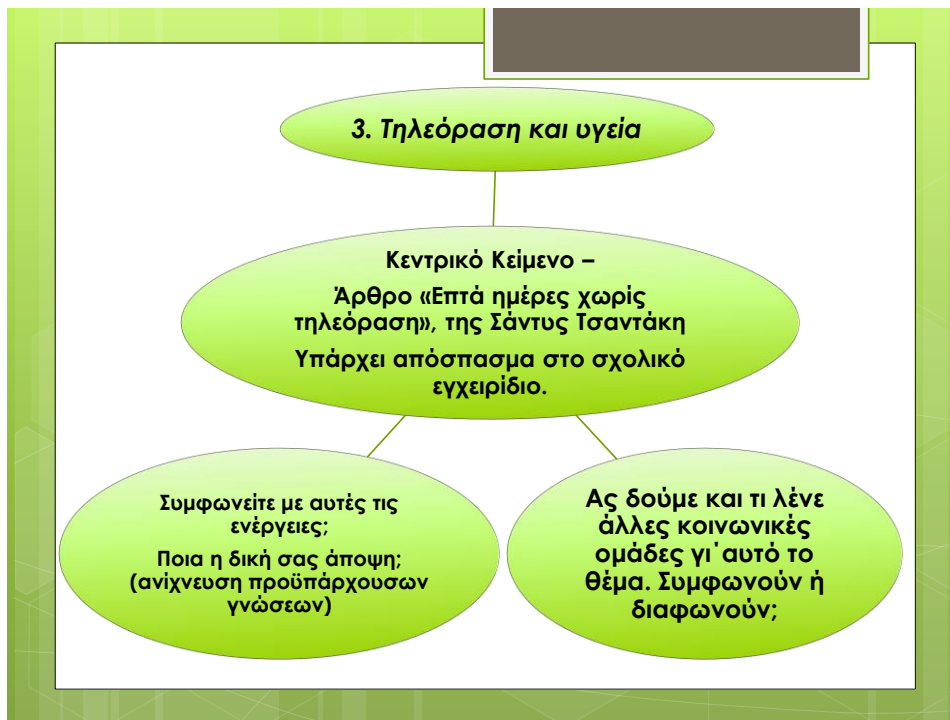 3. Τηλεόραση και υγεία
Κεντρικό Κείμενο –
Άρθρο «Επτά ημέρες χωρίς
τηλεόραση», της Σάντυς Τσαντάκη
Υπάρχει απόσπασμα στο σχολικό
εγχειρίδιο.
Συμφωνείτε με αυτές τις
ενέργειες;
Ποια η δική σας άποψη;
(ανίχνευση προϋπάρχουσων
γνώσεων)
Ας δούμε και τι λένε
άλλες κοινωνικές
ομάδες γι΄αυτό το
θέμα. Συμφωνούν ή
διαφωνούν;